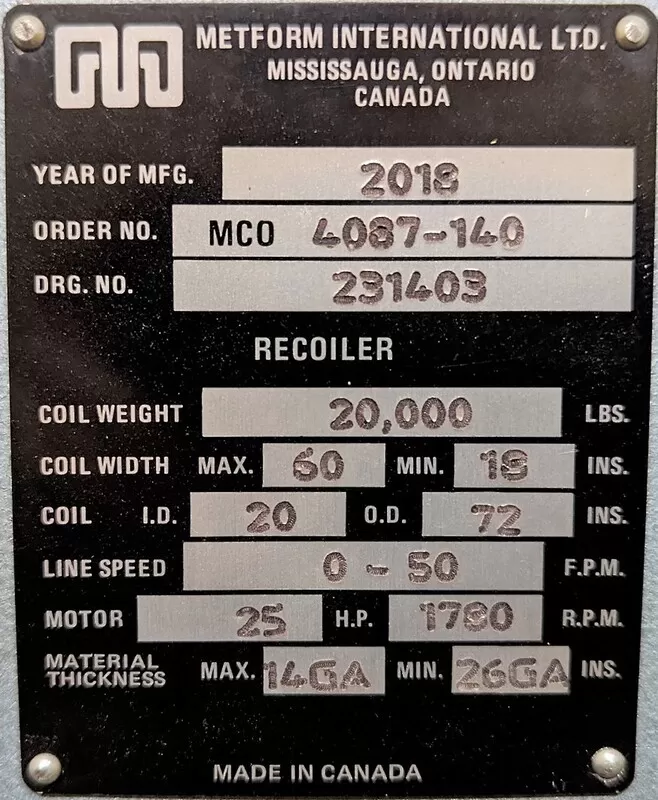 METFORM INTERNATIONAL LTD.
MISSISSAUGA, ONTARIO
CANADA
YEAR OF MFG. 2018
ORDER NO. MCO 4087-140
DRG. NO. 231403
RECOILER
COIL WEIGHT 20,000 LBS.
COIL WIDTH MAX. 60 MIN. 18 INS.
COIL I.D. 20 O.D. 72 INS.
LINE SPEED 0 - 50 F.P.M.
MOTOR 25 H.P. 1780 R.P.M.
MATERIAL THICKNESS MAX. 14GA MIN. 26GA INS.
MADE IN CANADA